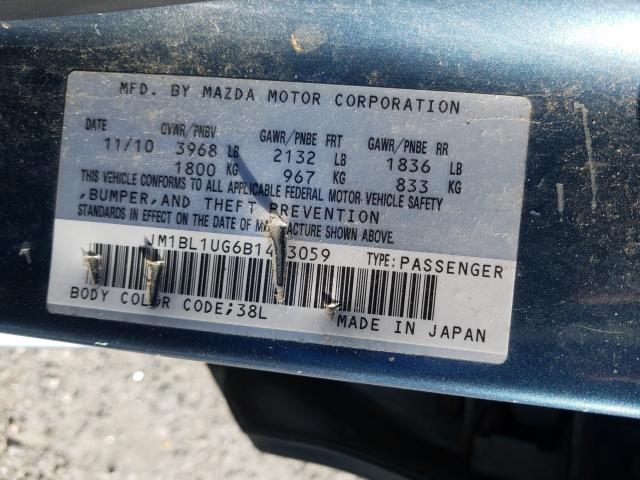 MFD. BY MAZDA MOTOR CORPORATION
DATE GVWR/PNBV GAWR/PNBE FRT GAWR/PNBE RR
11/10 3968 LB 2132 LB 1836 LB
1800 KG 967 KG 833 KG
THIS VEHICLE CONFORMS TO ALL APPLICABLE FEDERAL MOTOR VEHICLE SAFETY
,BUMPER,AND THEFT PREVENTION
STANDARDS IN EFFECT ON THE DATE OF MANUFACTURE SHOWN ABOVE.
TYPE:PASSENGER
BODY COLOR CODE;38L
MADE IN JAPAN